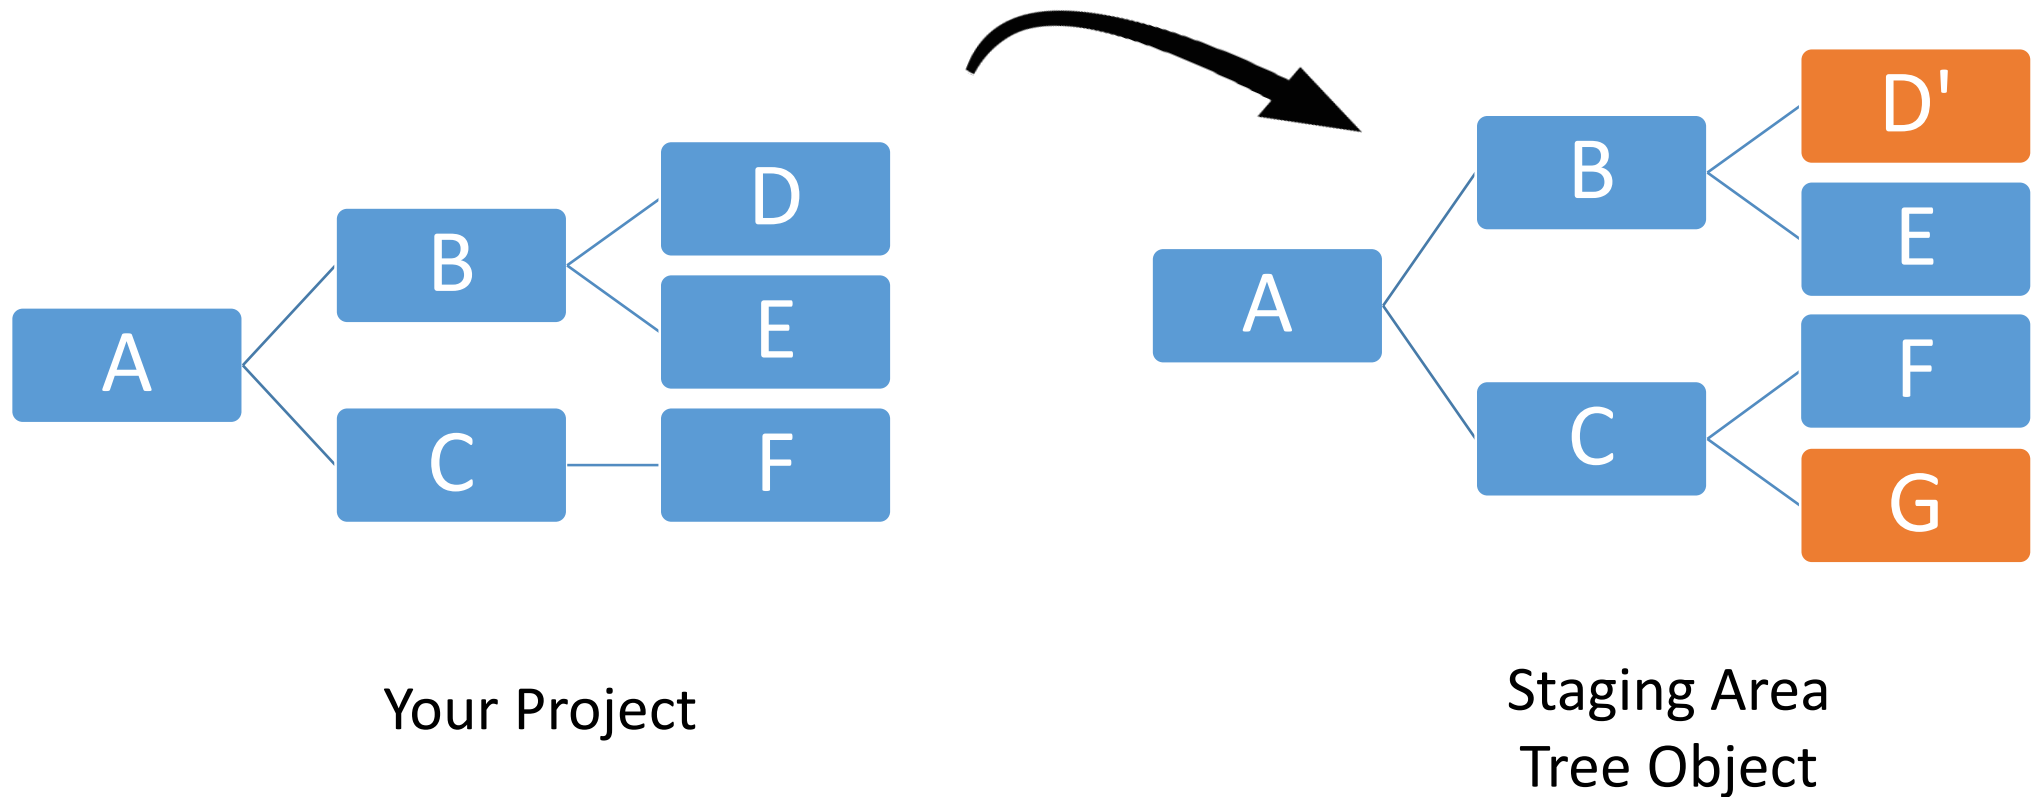 A
B
C
D
E
F
Your Project
A
B
C
D'
E
F
G
Staging Area
Tree Object